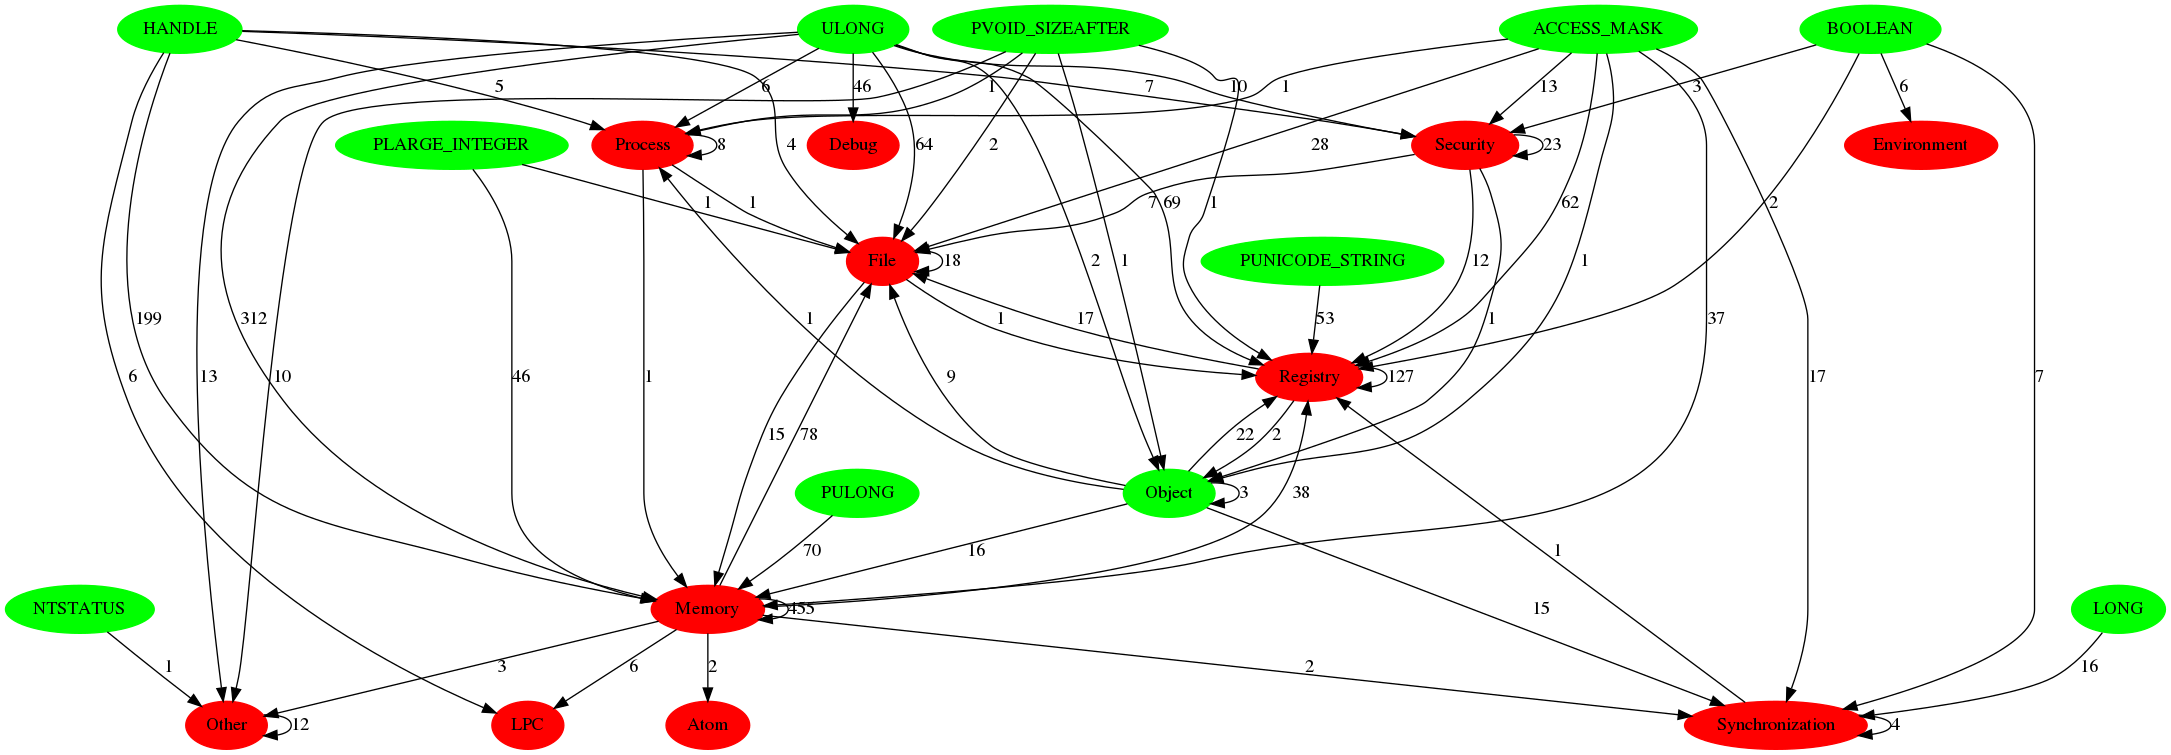 HANDLE ULONG PVOID_SIZEAFTER ACCESS_MASK BOOLEAN
5 6 46 1 7 10 1 13 3 6
PLARGE_INTEGER Process 8 Debug Security 23 Environment
4 64 2 28
1 1 7 69 1 62 2
File 18 2 1 PUNICODE_STRING 12 1
199 13 312 1 1 17 53 1 37
6 10 46 1 9 Registry 127 17 7
15 78 22 2
PULONG Object 3 38
70 16 1
NTSTATUS Memory 455 15 LONG
1 3 6 2 2 16
Other 12 LPC Atom Synchronization 4